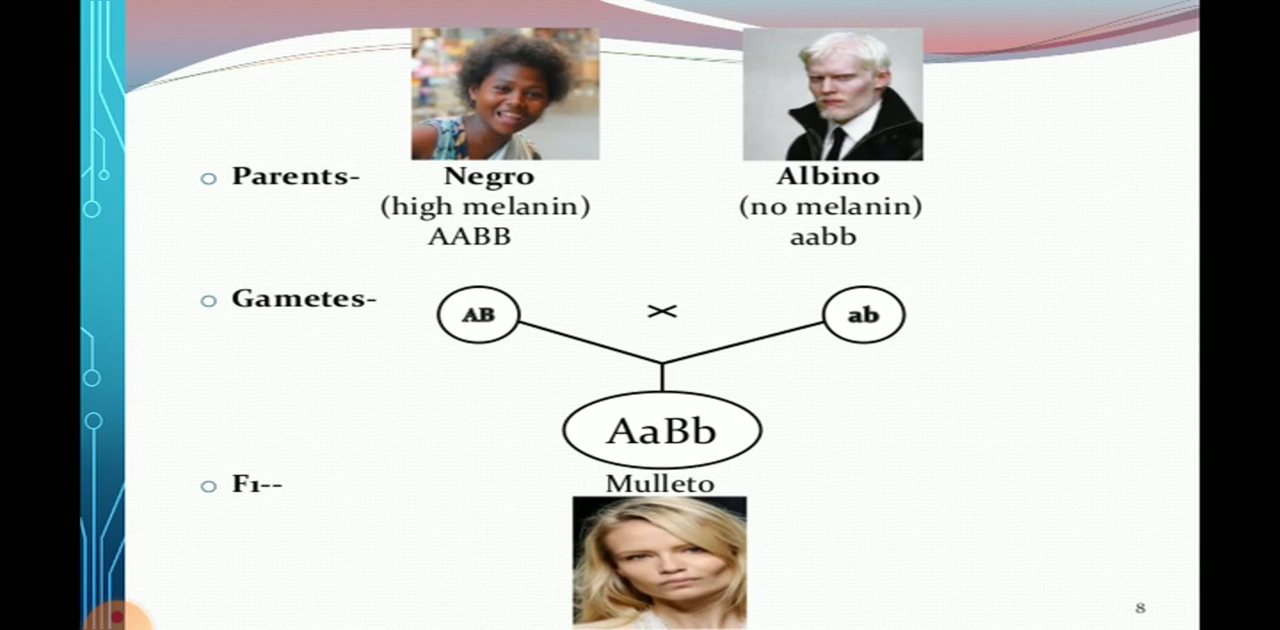 Parents- Negro Albino
(high melanin) (no melanin)
AABB aabb
Gametes- AB × ab
AaBb
F1-- Mulleto
8